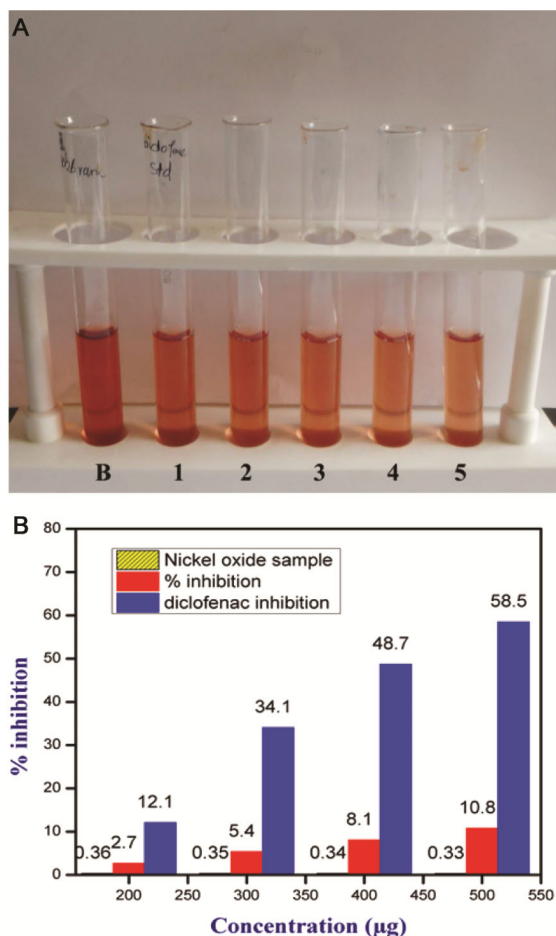 A
Std
B 1 2 3 4 5
B
80
70
60
50
40
30
20
10
0
Nickel oxide sample
% inhibition
diclofenac inhibition
0.36 2.7 12.1
0.35 5.4 34.1
0.34 8.1 48.7
0.33 10.8 58.5
200 250 300 350 400 450 500 550
% inhibition
Concentration (µg)